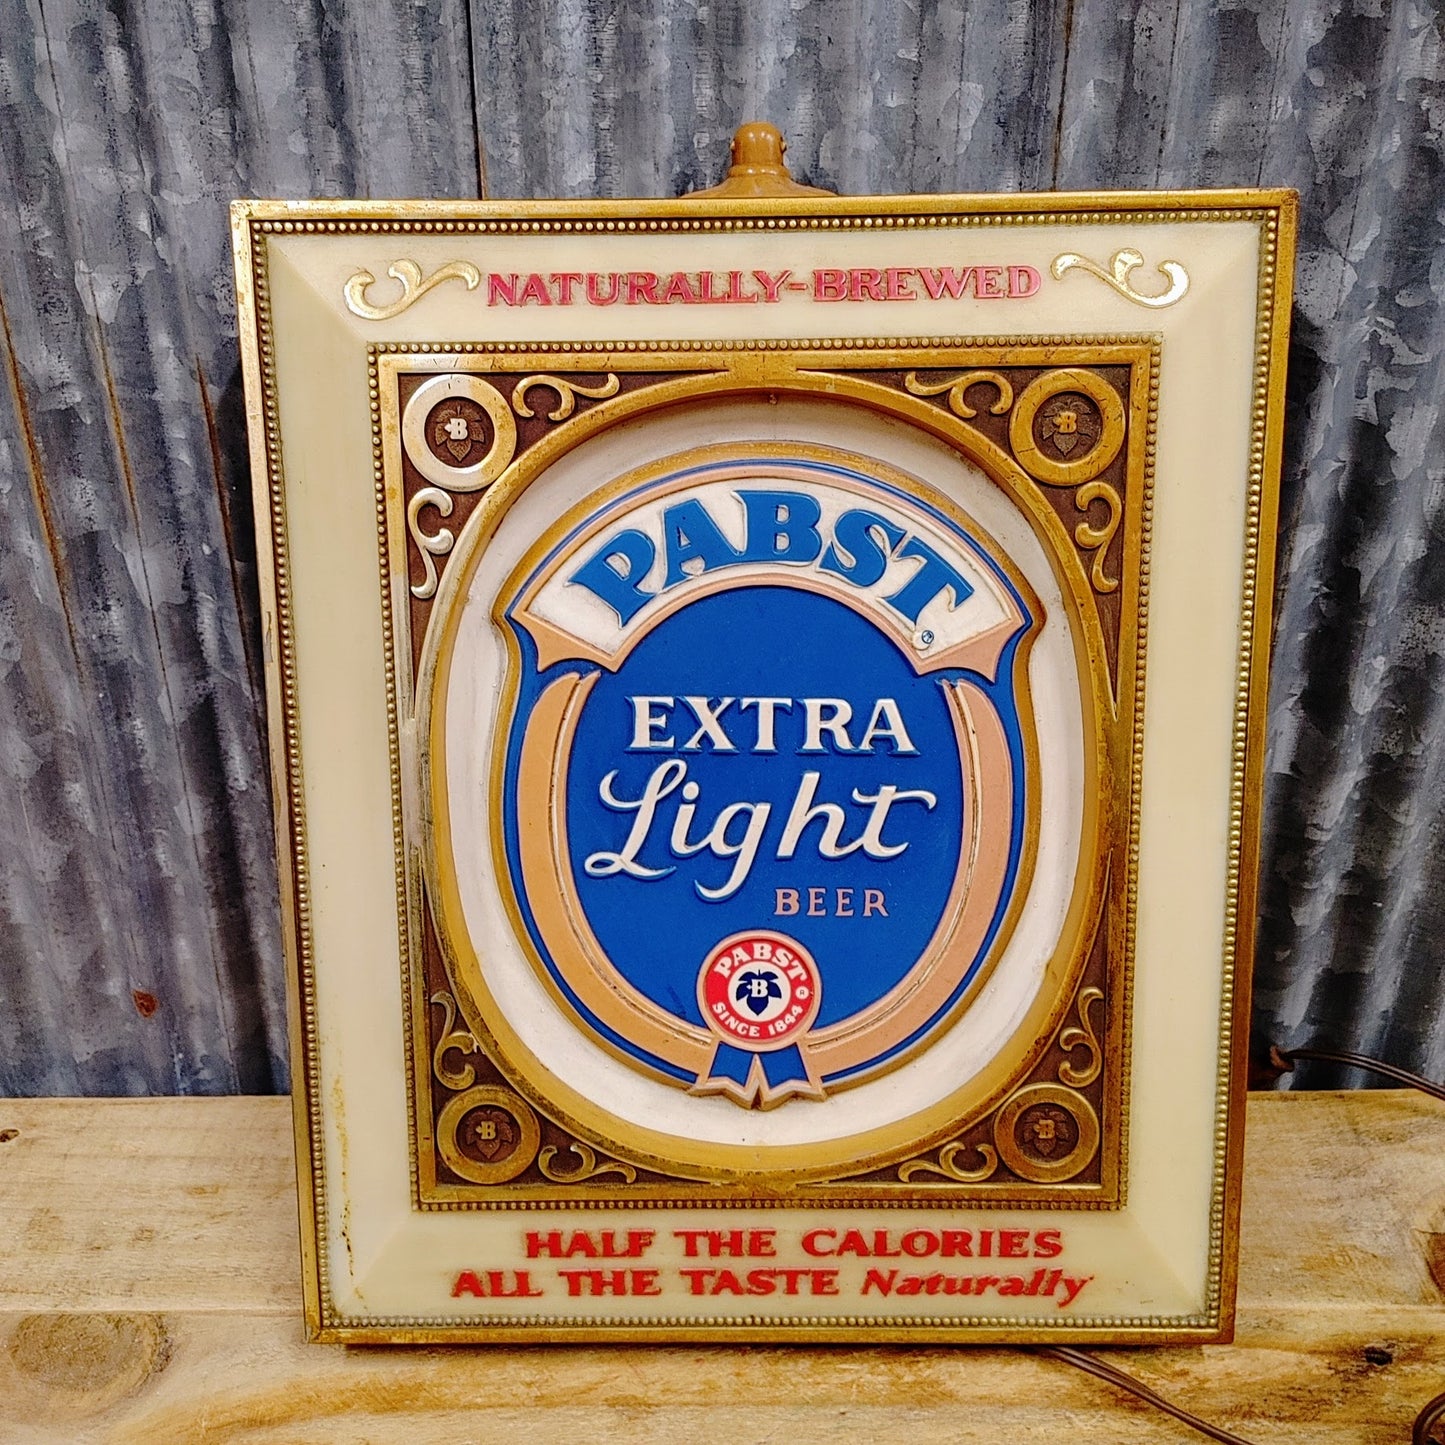 NATURALLY-BREWED
B
B
PABST®
EXTRA
Light
BEER
PABST
B ®
SINCE 1844
B
B
HALF THE CALORIES
ALL THE TASTE Naturally